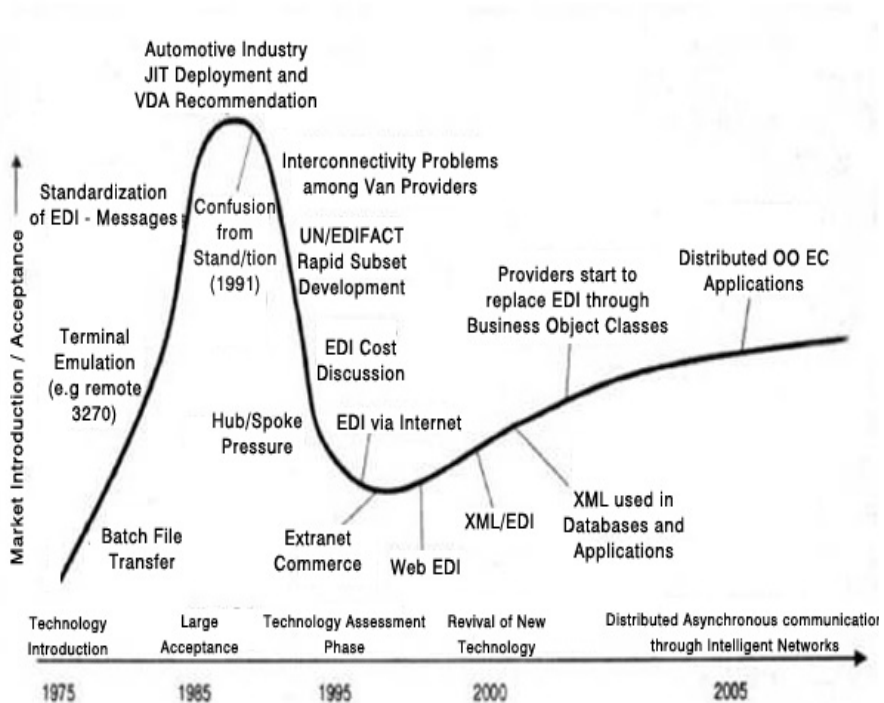 Automotive Industry
JIT Deployment and
VDA Recommendation
Interconnectivity Problems
among Van Providers
Standardization
of EDI - Messages
Confusion
from
Stand/tion
(1991)
UN/EDIFACT
Rapid Subset
Development
Distributed OO EC
Applications
Providers start to
replace EDI through
Business Object Classes
Terminal
Emulation
(e.g remote
3270)
EDI Cost
Discussion
Hub/Spoke
Pressure
EDI via Internet
Batch File
Transfer
Extranet
Commerce
Web EDI
XML/EDI
XML used in
Databases and
Applications
Market Introduction / Acceptance
Technology
Introduction
Large
Acceptance
Technology Assessment
Phase
Revival of New
Technology
Distributed Asynchronous communication
through Intelligent Networks
1975
1985
1995
2000
2005